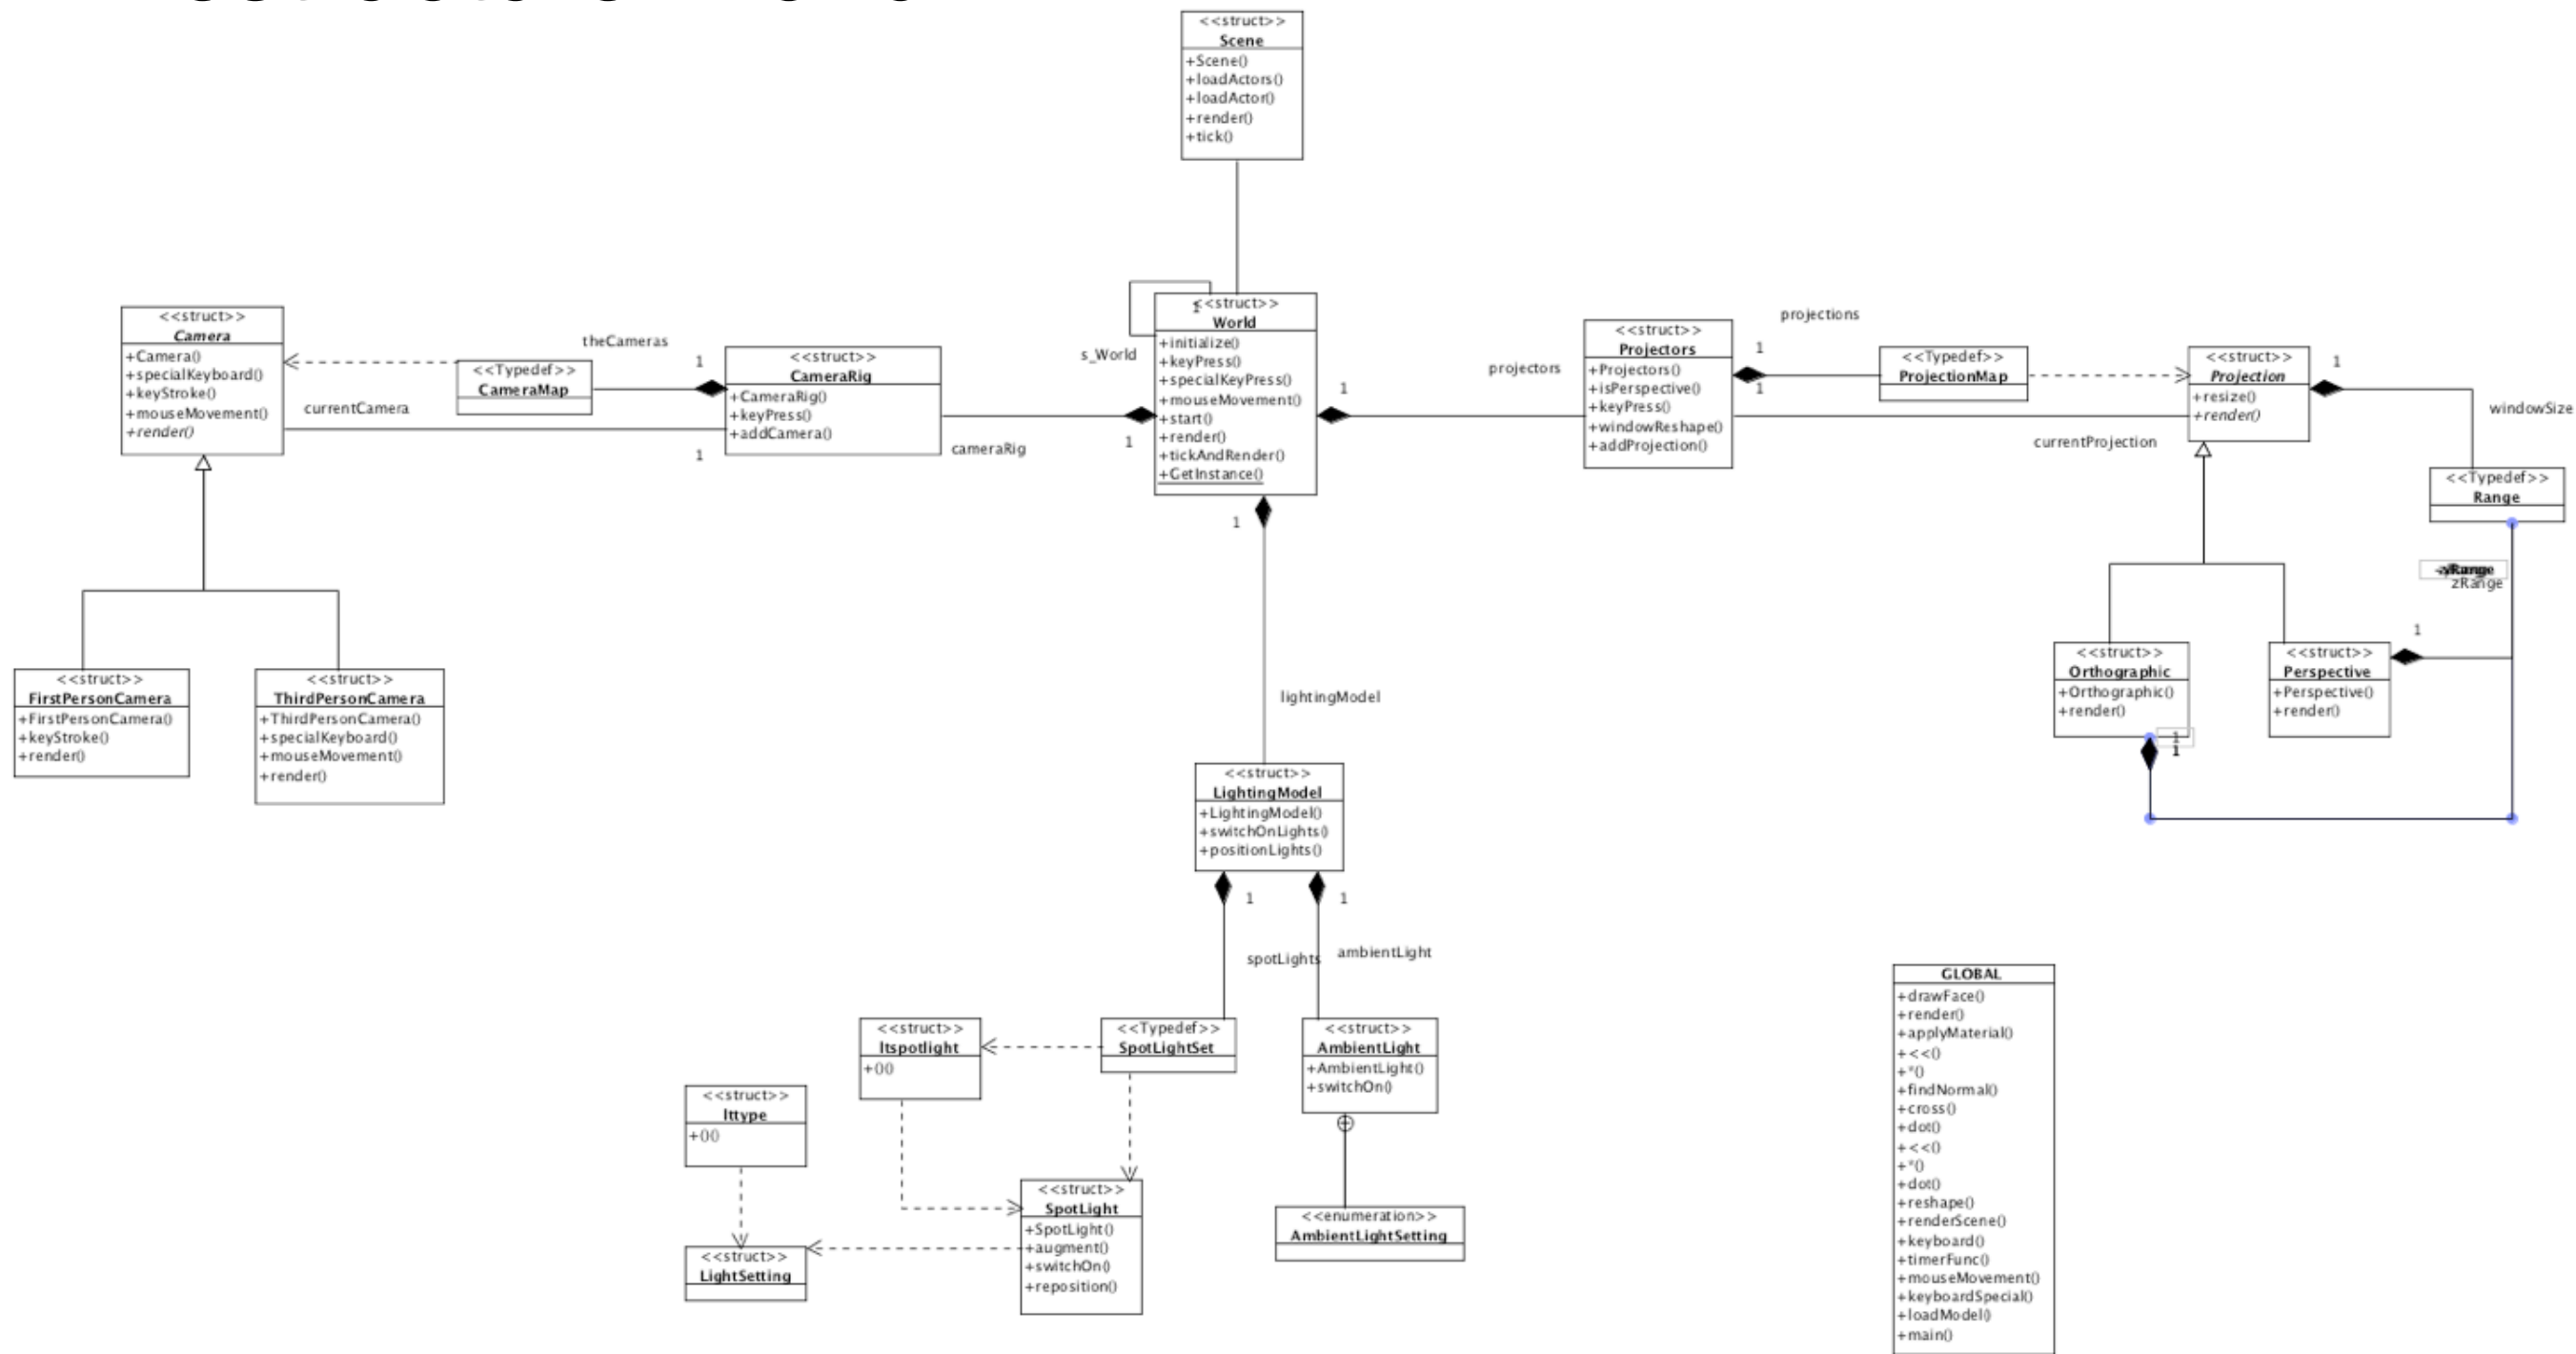 <<struct>>
Scene
+Scene()
+loadActors()
+loadActor()
+render()
+tick()
<<struct>>
Camera
+Camera()
+specialKeyboard()
+keyStroke()
+mouseMovement()
+render()
theCameras
1
<<Typedef>>
CameraMap
currentCamera
1
<<struct>>
CameraRig
+CameraRig()
+keyPress()
+addCamera()
cameraRig
1
s_World
1
<<struct>>
World
+initialize()
+keyPress()
+specialKeyPress()
+mouseMovement()
+start()
+render()
+tickAndRender()
+GetInstance()
1
projectors
1
<<struct>>
Projectors
+Projectors()
+isPerspective()
+keyPress()
+windowReshape()
+addProjection()
projections
1
1
<<Typedef>>
ProjectionMap
currentProjection
<<struct>>
Projection
+resize()
+render()
1
windowSize
<<Typedef>>
Range
zRange
1
<<struct>>
FirstPersonCamera
+FirstPersonCamera()
+keyStroke()
+render()
<<struct>>
ThirdPersonCamera
+ThirdPersonCamera()
+specialKeyboard()
+mouseMovement()
+render()
lightingModel
<<struct>>
Orthographic
+Orthographic()
+render()
1
1
<<struct>>
Perspective
+Perspective()
+render()
<<struct>>
LightingModel
+LightingModel()
+switchOnLights()
+positionLights()
1
1
spotLights
ambientLight
<<struct>>
ltspotlight
+()()
<<Typedef>>
SpotLightSet
<<struct>>
AmbientLight
+AmbientLight()
+switchOn()
<<struct>>
lttype
+()()
<<struct>>
SpotLight
+SpotLight()
+augment()
+switchOn()
+reposition()
<<enumeration>>
AmbientLightSetting
<<struct>>
LightSetting
GLOBAL
+drawFace()
+render()
+applyMaterial()
+<<()
+*()
+findNormal()
+cross()
+dot()
+<<()
+*()
+dot()
+reshape()
+renderScene()
+keyboard()
+timerFunc()
+mouseMovement()
+keyboardSpecial()
+loadModel()
+main()